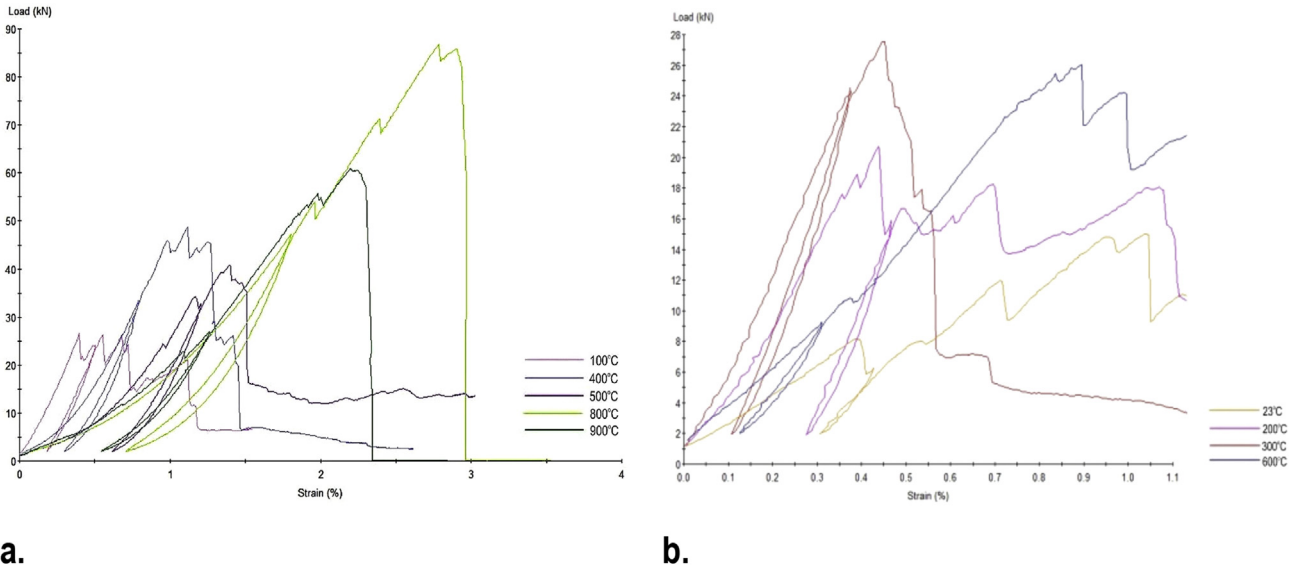 Load (kN)
90
80
70
60
50
40
30
20
10
0
0 1 2 3 4
Strain (%)
100°C
400°C
500°C
800°C
900°C
a.
Load (kN)
28
26
24
22
20
18
16
14
12
10
8
6
4
2
0
0.0 0.1 0.2 0.3 0.4 0.5 0.6 0.7 0.8 0.9 1.0 1.1
Strain (%)
23°C
200°C
300°C
600°C
b.